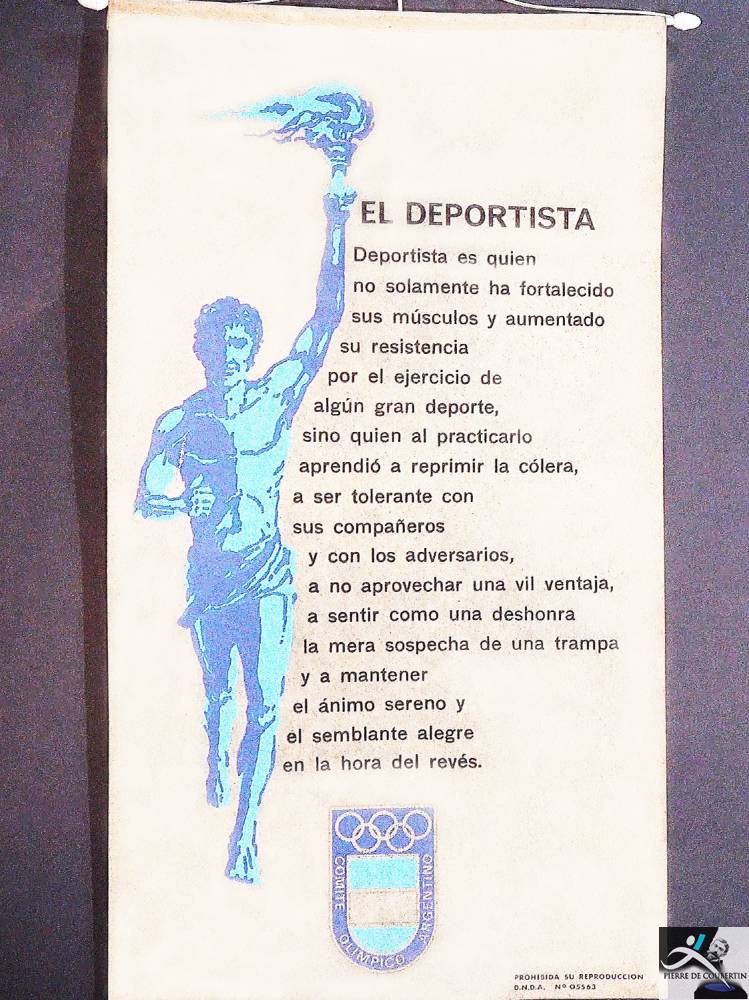 EL DEPORTISTA
Deportista es quien
no solamente ha fortalecido
sus músculos y aumentado
su resistencia
por el ejercicio de
algún gran deporte,
sino quien al practicarlo
aprendió a reprimir la cólera,
a ser tolerante con
sus compañeros
y con los adversarios,
a no aprovechar una vil ventaja,
a sentir como una deshonra
la mera sospecha de una trampa
y a mantener
el ánimo sereno y
el semblante alegre
en la hora del revés.
COMITE OLIMPICO ARGENTINO
PROHIBIDA SU REPRODUCCION
D.N.D.A. Nº 05563
PIERRE DE COUBERTIN